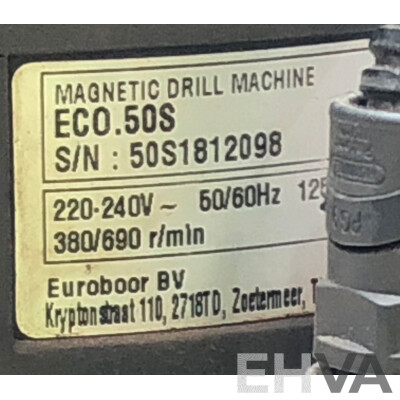 MAGNETIC DRILL MACHINE
ECO.50S
S/N : 50S1812098
220-240V ~ 50/60Hz
380/690 r/min
Euroboor BV
Kryptonstraat 110, 2718TD, Zoetermeer,
EHVA